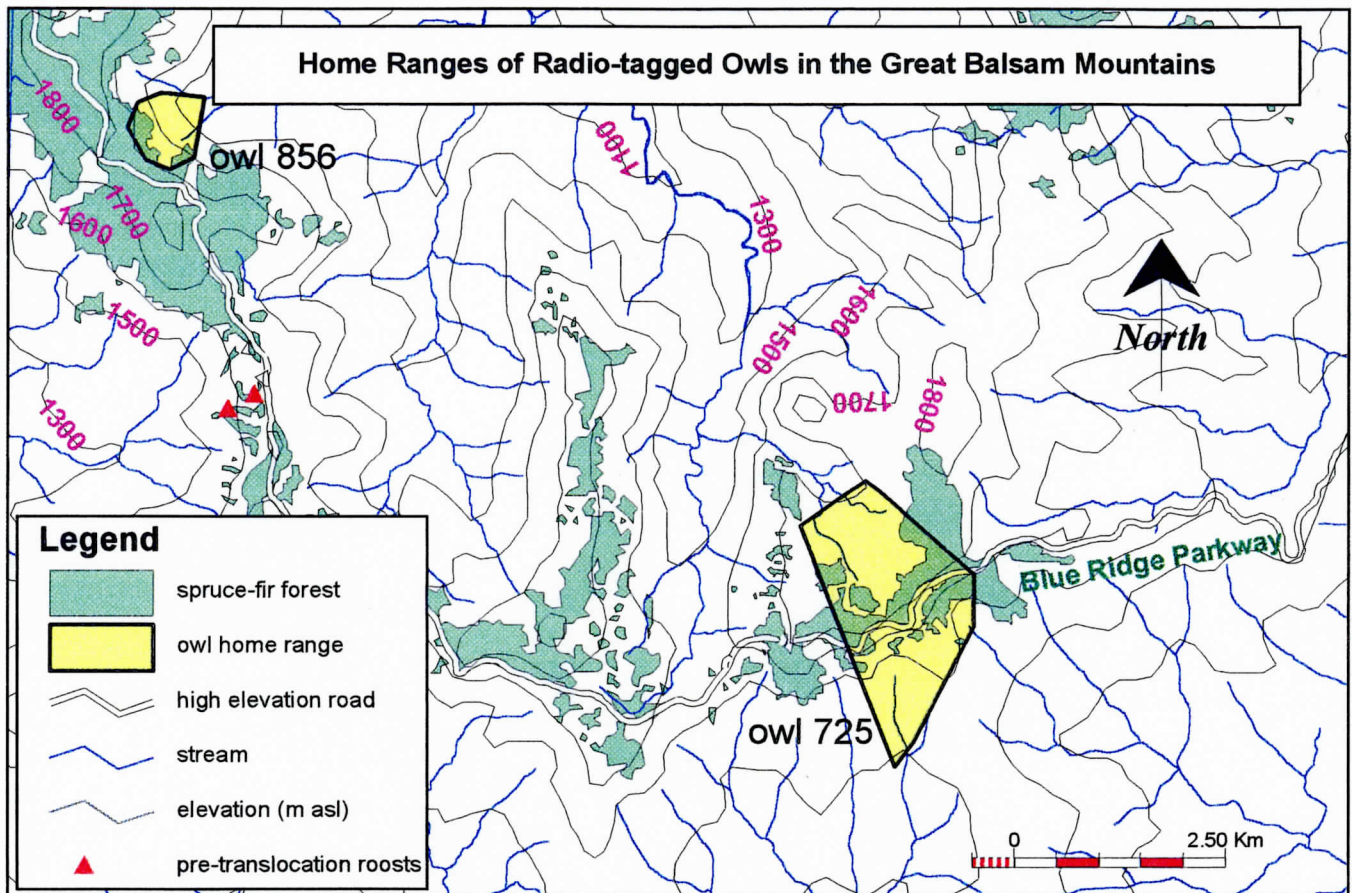 Home Ranges of Radio-tagged Owls in the Great Balsam Mountains
1800
owl 856
1100
1700
1600
1300
1500
1600
1500
North
1300
1700
1800
Legend
spruce-fir forest
owl home range
high elevation road
stream
elevation (m asl)
pre-translocation roosts
Blue Ridge Parkway
owl 725
0
2.50 Km